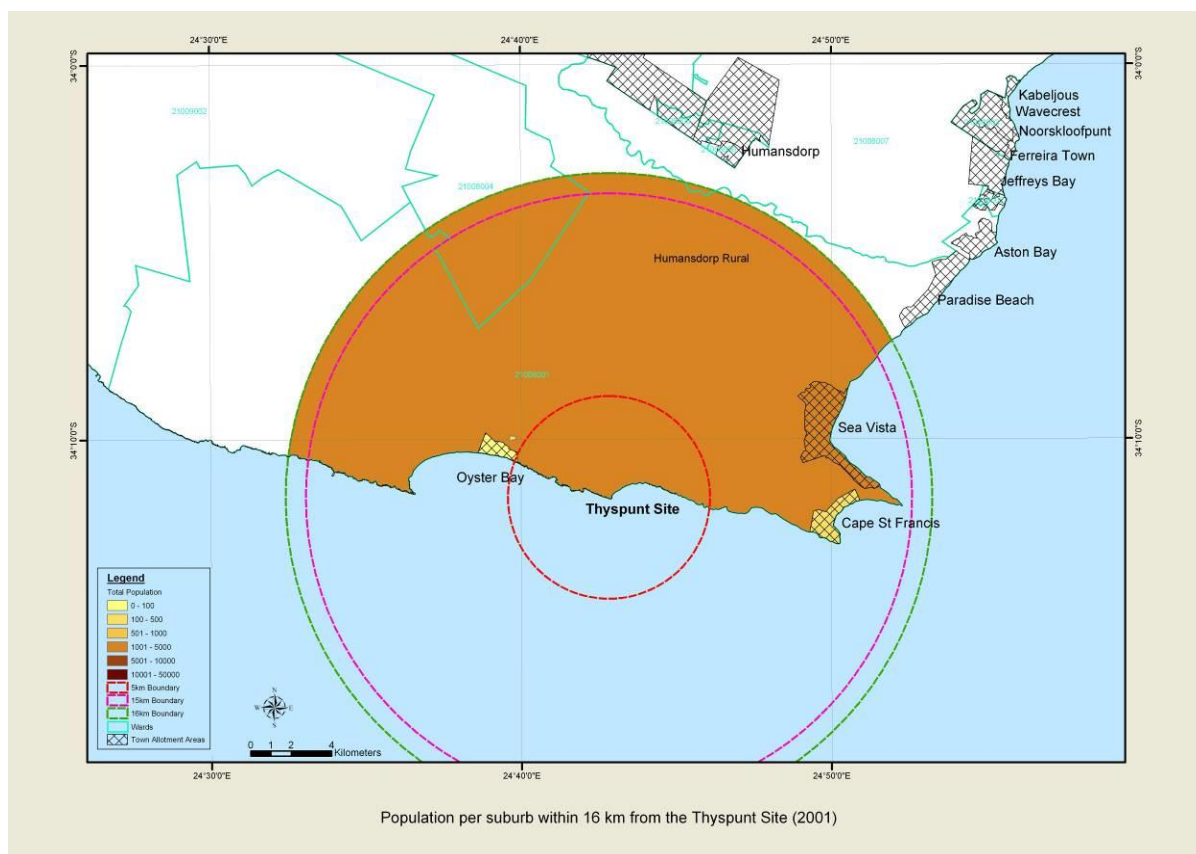 24°30'0"E
24°40'0"E
24°50'0"E
34°0'0"S
34°0'0"S
Kabeljous
Wavecrest
Noorskloofpunt
Ferreira Town
Jeffreys Bay
Aston Bay
Paradise Beach
21009002
21008007
Humansdorp
21008004
Humansdorp Rural
34°10'0"S
34°10'0"S
Sea Vista
Oyster Bay
Thyspunt Site
Cape St Francis
Legend
Total Population
0 - 100
100 - 500
501 - 1000
1001 - 5000
5001 - 10000
10001 - 50000
5km Boundary
15km Boundary
16km Boundary
Wards
Town Allotment Areas
N
W
E
S
0 1 2 4
Kilometers
24°30'0"E
24°40'0"E
24°50'0"E
Population per suburb within 16 km from the Thyspunt Site (2001)